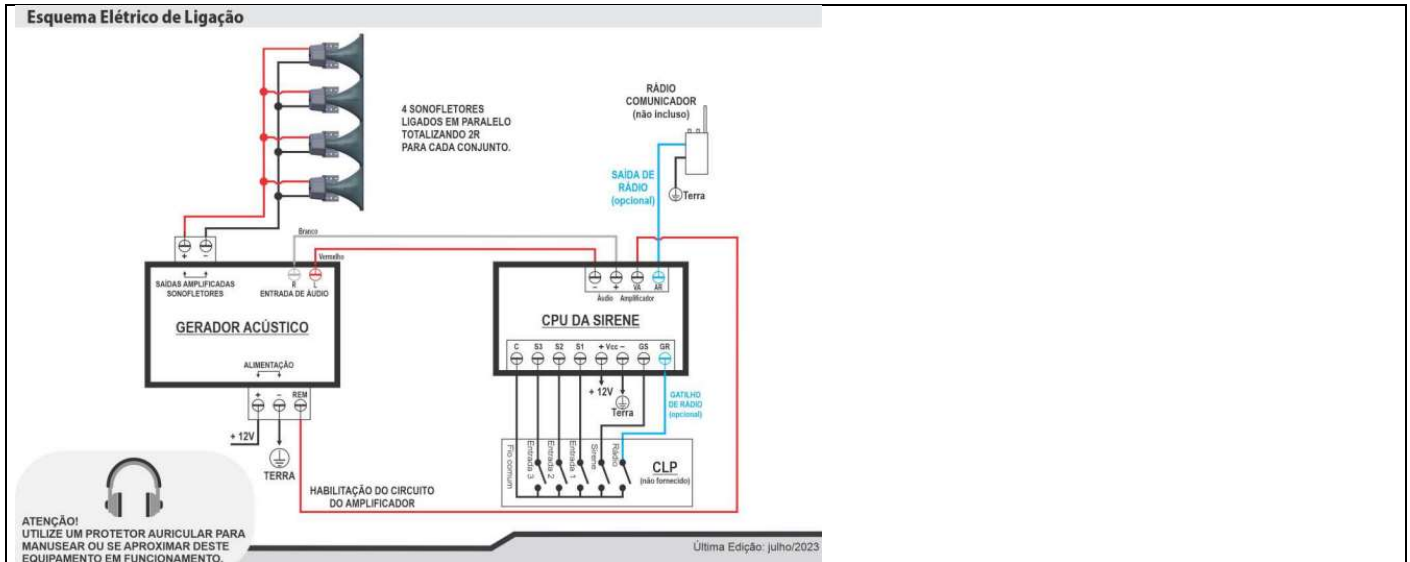 Esquema Elétrico de Ligação
4 SONOFLETORES
LIGADOS EM PARALELO
TOTALIZANDO 2R
PARA CADA CONJUNTO.
RÁDIO
COMUNICADOR
(não incluso)
SAÍDA DE
RÁDIO
(opcional)
Terra
Branco
Vermelho
+ −
SAÍDAS AMPLIFICADAS
SONOFLETORES
R L
ENTRADA DE ÁUDIO
GERADOR ACÚSTICO
ALIMENTAÇÃO
+ − REM
+ 12V
TERRA
HABILITAÇÃO DO CIRCUITO
DO AMPLIFICADOR
− + VA AR
Áudio Amplificador
CPU DA SIRENE
C S3 S2 S1 + Vcc − GS GR
+ 12V
Terra
GATILHO
DE RÁDIO
(opcional)
Fio comum
Entrada 3
Entrada 2
Entrada 1
Sirene
Rádio
CLP
(não fornecido)
ATENÇÃO!
UTILIZE UM PROTETOR AURICULAR PARA
MANUSEAR OU SE APROXIMAR DESTE
EQUIPAMENTO EM FUNCIONAMENTO.
Última Edição: julho/2023